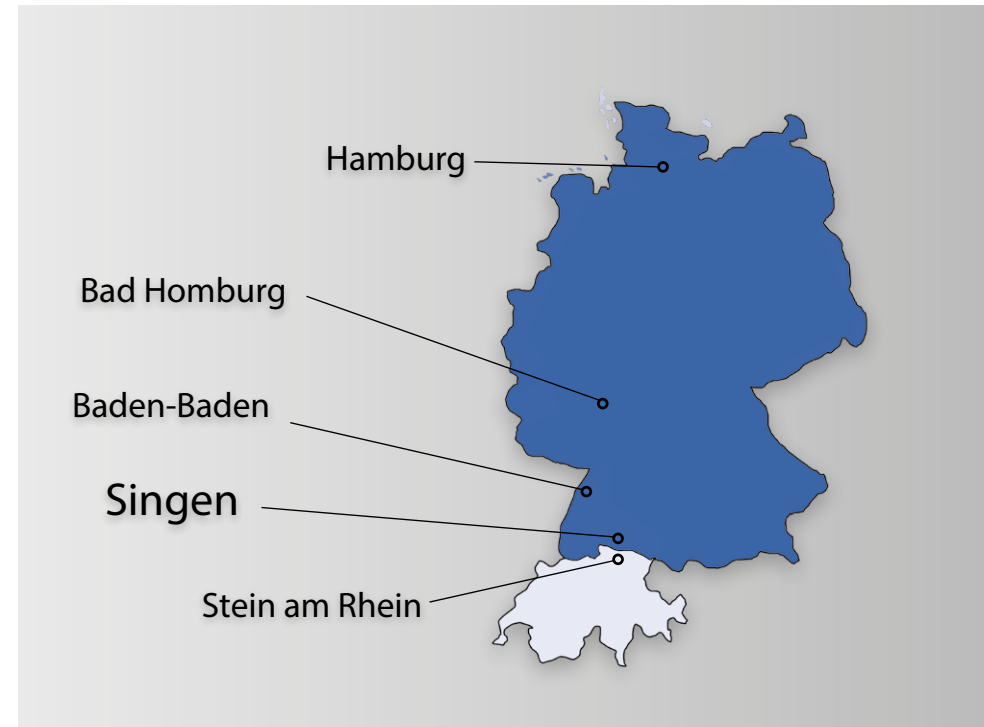 Hamburg
Bad Homburg
Baden-Baden
Singen
Stein am Rhein